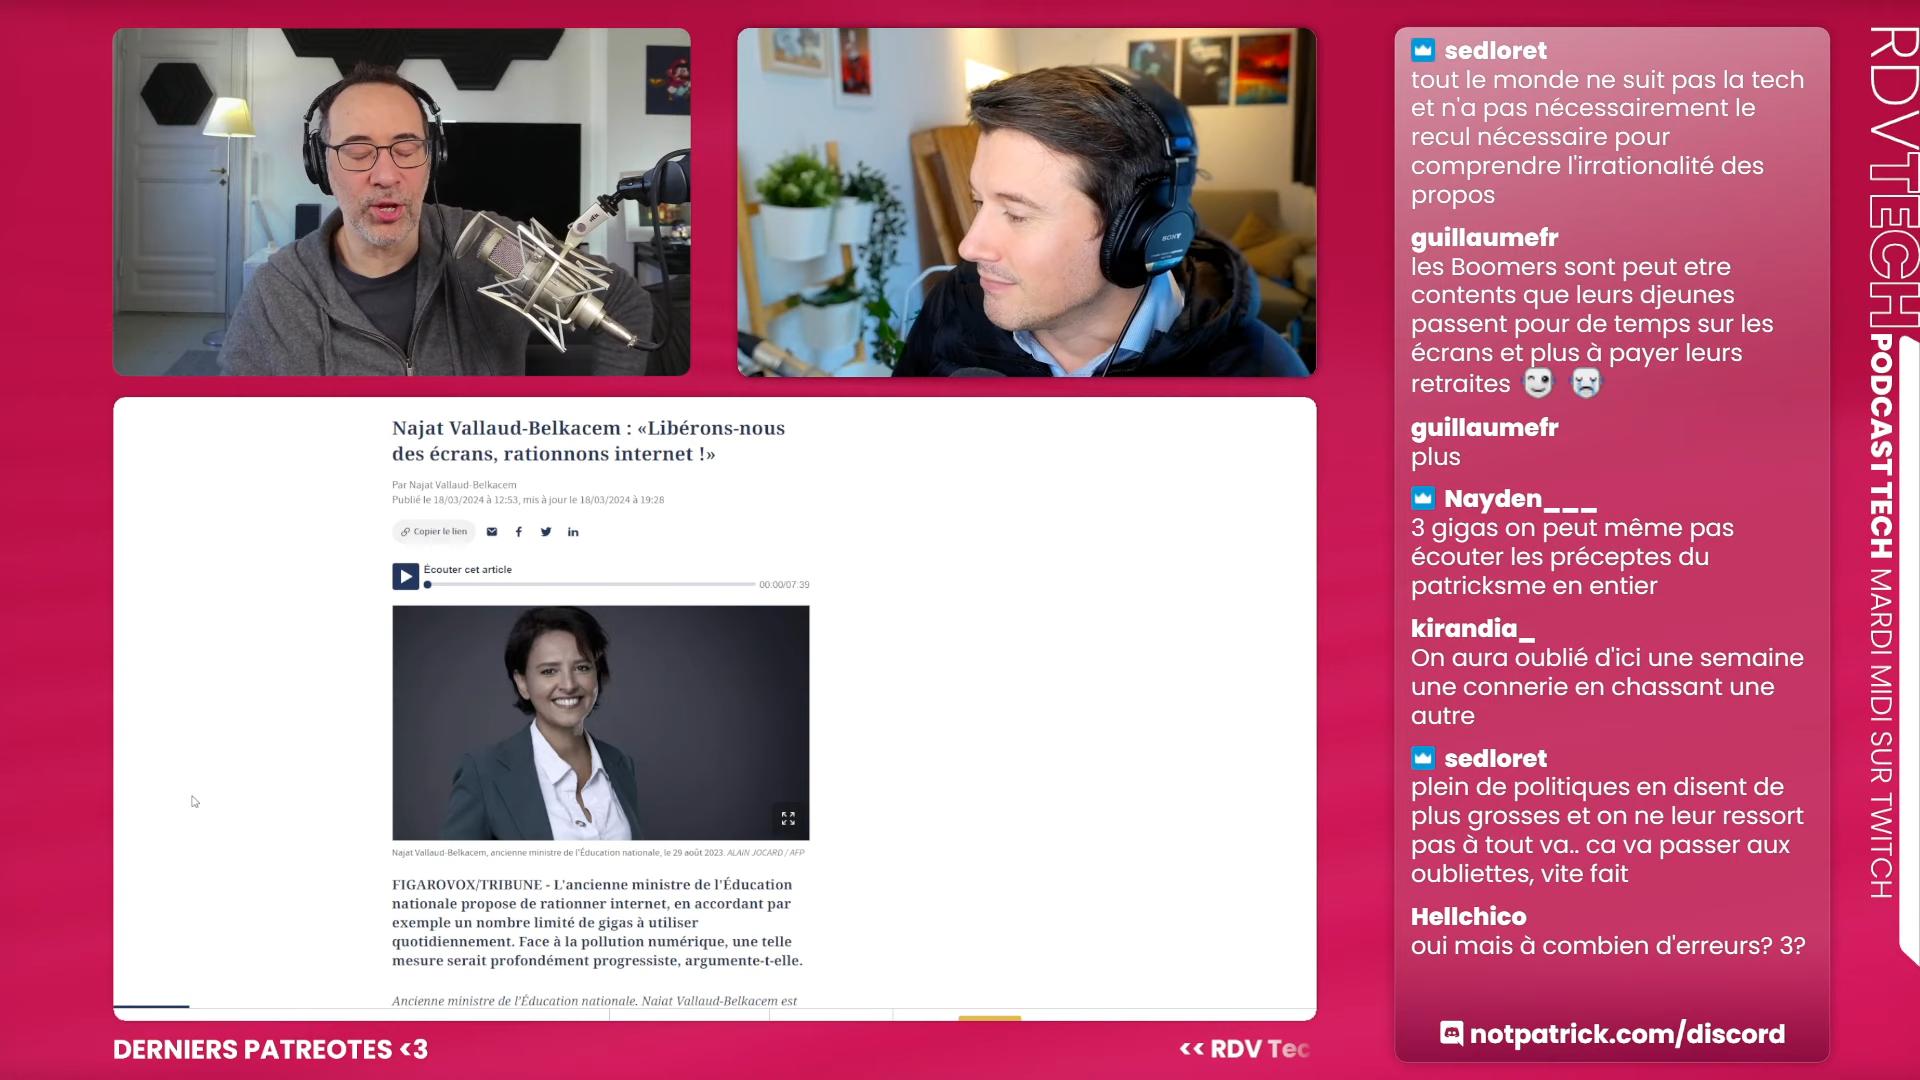 Najat Vallaud-Belkacem : «Libérons-nous
des écrans, rationnons internet !»
Par Najat Vallaud-Belkacem
Publié le 18/03/2024 à 12:53, mis à jour le 18/03/2024 à 19:28
Copier le lien
Écouter cet article
00:00/07:39
Najat Vallaud-Belkacem, ancienne ministre de l'Éducation nationale, le 29 août 2023. ALAIN JOCARD / AFP
FIGAROVOX/TRIBUNE - L'ancienne ministre de l'Éducation
nationale propose de rationner internet, en accordant par
exemple un nombre limité de gigas à utiliser
quotidiennement. Face à la pollution numérique, une telle
mesure serait profondément progressiste, argumente-t-elle.
Ancienne ministre de l'Éducation nationale. Najat Vallaud-Belkacem est
DERNIERS PATREOTES <3
<< RDV Tec
SONY
sedloret
tout le monde ne suit pas la tech
et n'a pas nécessairement le
recul nécessaire pour
comprendre l'irrationalité des
propos
guillaumefr
les Boomers sont peut etre
contents que leurs djeunes
passent pour de temps sur les
écrans et plus à payer leurs
retraites
guillaumefr
plus
Nayden___
3 gigas on peut même pas
écouter les préceptes du
patricksme en entier
kirandia_
On aura oublié d'ici une semaine
une connerie en chassant une
autre
sedloret
plein de politiques en disent de
plus grosses et on ne leur ressort
pas à tout va.. ca va passer aux
oubliettes, vite fait
Hellchico
oui mais à combien d'erreurs? 3?
notpatrick.com/discord
RDVTECH PODCAST TECH MARDI MIDI SUR TWITCH